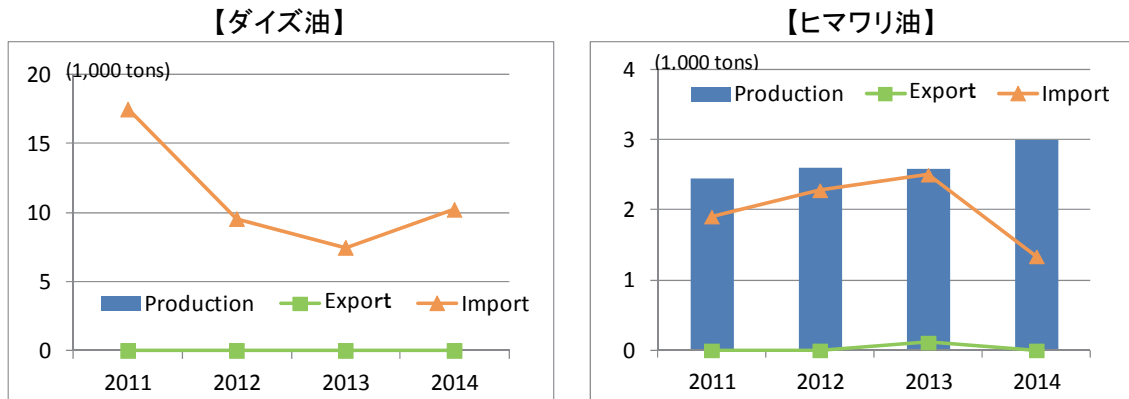 【ダイズ油】
(1,000 tons)
20
15
10
5
0
Production Export Import
2011 2012 2013 2014
【ヒマワリ油】
(1,000 tons)
4
3
2
1
0
Production Export Import
2011 2012 2013 2014